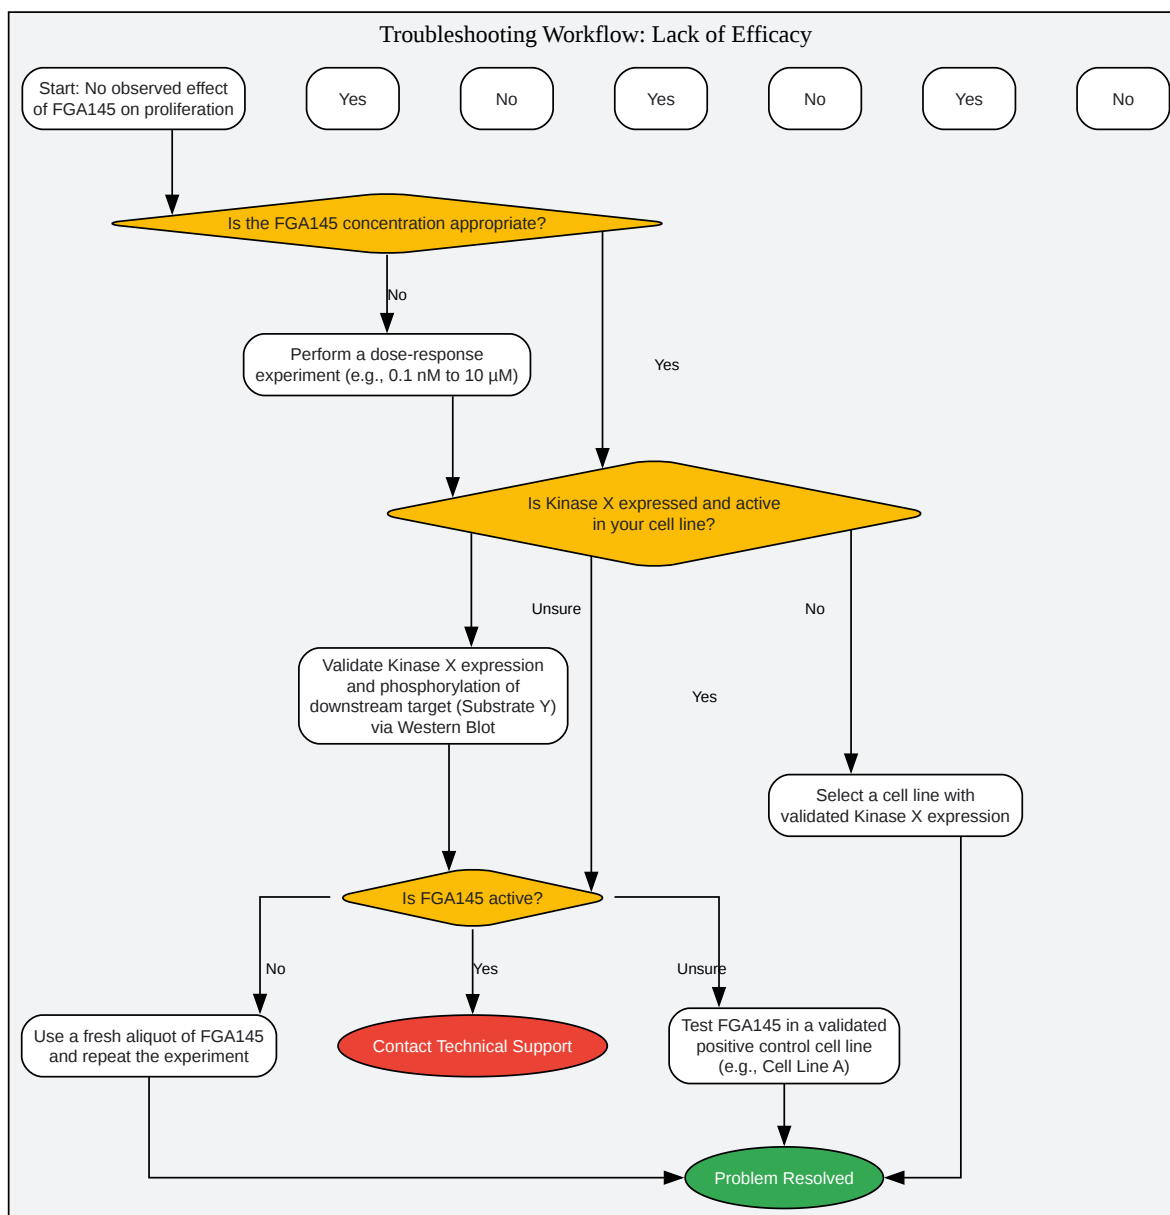 Troubleshooting Workflow: Lack of Efficacy
Start: No observed effect
of FGA145 on proliferation
Yes
No
Yes
No
Yes
No
Is the FGA145 concentration appropriate?
No
Perform a dose-response
experiment (e.g., 0.1 nM to 10 µM)
Yes
Is Kinase X expressed and active
in your cell line?
Unsure
No
Validate Kinase X expression
and phosphorylation of
downstream target (Substrate Y)
via Western Blot
Yes
Select a cell line with
validated Kinase X expression
Is FGA145 active?
No
Yes
Unsure
Use a fresh aliquot of FGA145
and repeat the experiment
Contact Technical Support
Test FGA145 in a validated
positive control cell line
(e.g., Cell Line A)
Problem Resolved